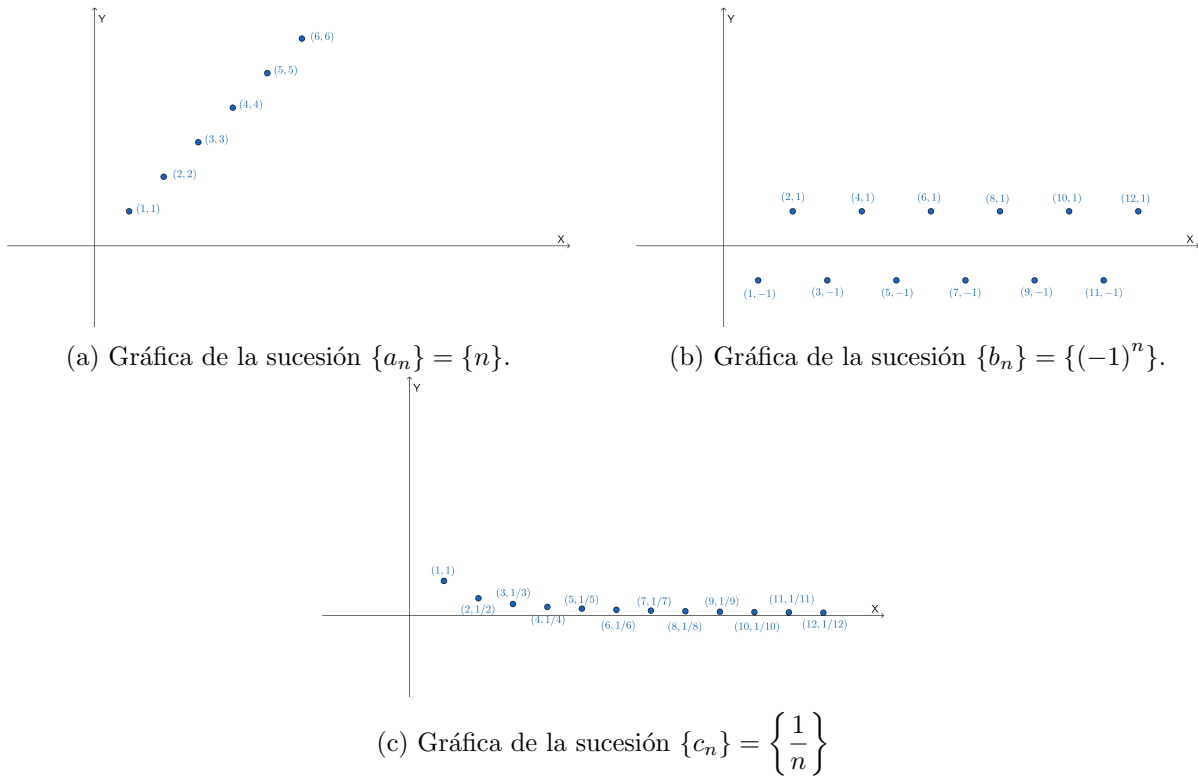 Y
(6, 6)
(5, 5)
(4, 4)
(3, 3)
(2, 2)
(1, 1)
X
(a) Gráfica de la sucesión {a_n} = {n}.
Y
(2, 1) (4, 1) (6, 1) (8, 1) (10, 1) (12, 1)
X
(1, −1) (3, −1) (5, −1) (7, −1) (9, −1) (11, −1)
(b) Gráfica de la sucesión {b_n} = {(−1)^n}.
Y
(1, 1)
(3, 1/3) (5, 1/5) (7, 1/7) (9, 1/9) (11, 1/11)
X
(2, 1/2) (4, 1/4) (6, 1/6) (8, 1/8) (10, 1/10) (12, 1/12)
(c) Gráfica de la sucesión {c_n} = {1/n}